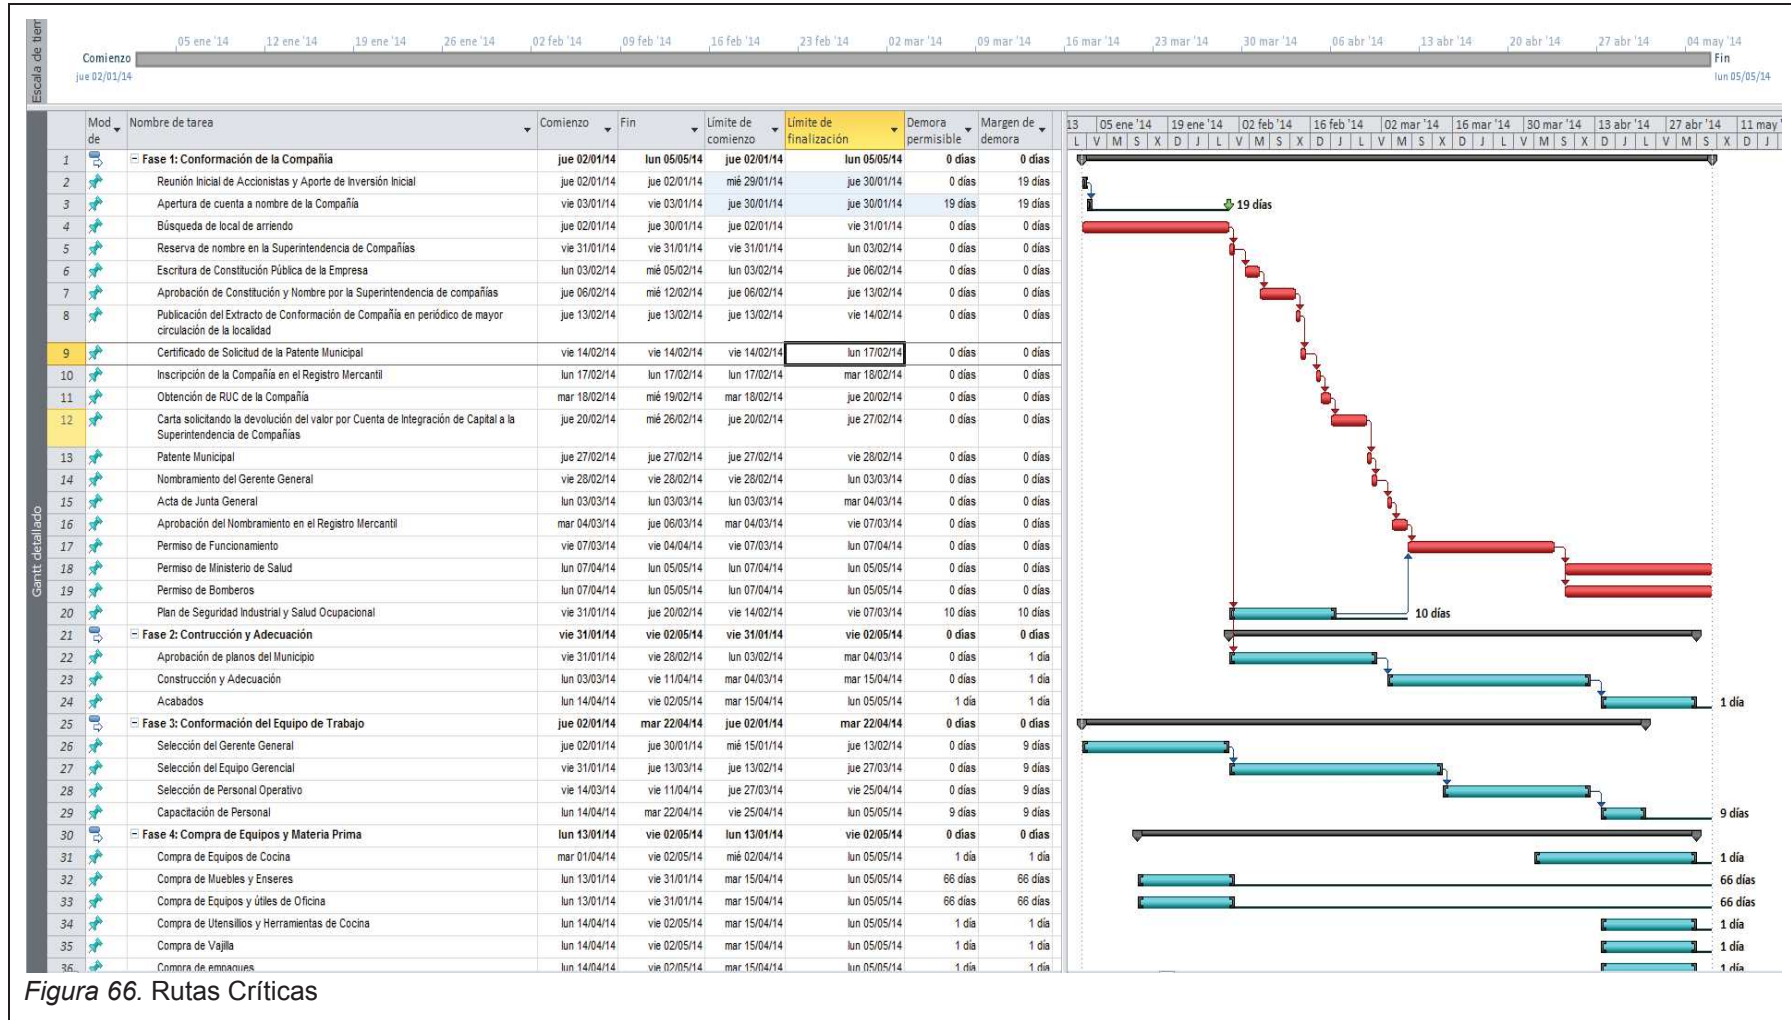 Escala de tiem
05 ene '14 12 ene '14 19 ene '14 26 ene '14 02 feb '14 09 feb '14 16 feb '14 23 feb '14 02 mar '14 09 mar '14 16 mar '14 23 mar '14 30 mar '14 06 abr '14 13 abr '14 20 abr '14 27 abr '14 04 may '14
Comienzo Fin
jue 02/01/14 lun 05/05/14
Gantt detallado
Mod de Nombre de tarea Comienzo Fin Límite de comienzo Límite de finalización Demora permisible Margen de demora
13 05 ene '14 19 ene '14 02 feb '14 16 feb '14 02 mar '14 16 mar '14 30 mar '14 13 abr '14 27 abr '14 11 may
L V M S X D J L V M S X D J L V M S X D J L V M S X D J L V M S X D J
1 Fase 1: Conformación de la Compañía jue 02/01/14 lun 05/05/14 jue 02/01/14 lun 05/05/14 0 días 0 días
2 Reunión Inicial de Accionistas y Aporte de Inversión Inicial jue 02/01/14 jue 02/01/14 mié 29/01/14 jue 30/01/14 0 días 19 días
3 Apertura de cuenta a nombre de la Compañía vie 03/01/14 vie 03/01/14 jue 30/01/14 jue 30/01/14 19 días 19 días 19 días
4 Búsqueda de local de arriendo jue 02/01/14 jue 30/01/14 jue 02/01/14 vie 31/01/14 0 días 0 días
5 Reserva de nombre en la Superintendencia de Compañías vie 31/01/14 vie 31/01/14 vie 31/01/14 lun 03/02/14 0 días 0 días
6 Escritura de Constitución Pública de la Empresa lun 03/02/14 mié 05/02/14 lun 03/02/14 jue 06/02/14 0 días 0 días
7 Aprobación de Constitución y Nombre por la Superintendencia de compañías jue 06/02/14 mié 12/02/14 jue 06/02/14 jue 13/02/14 0 días 0 días
8 Publicación del Extracto de Conformación de Compañía en periódico de mayor jue 13/02/14 jue 13/02/14 jue 13/02/14 vie 14/02/14 0 días 0 días
circulación de la localidad
9 Certificado de Solicitud de la Patente Municipal vie 14/02/14 vie 14/02/14 vie 14/02/14 lun 17/02/14 0 días 0 días
10 Inscripción de la Compañía en el Registro Mercantil lun 17/02/14 lun 17/02/14 lun 17/02/14 mar 18/02/14 0 días 0 días
11 Obtención de RUC de la Compañía mar 18/02/14 mié 19/02/14 mar 18/02/14 jue 20/02/14 0 días 0 días
12 Carta solicitando la devolución del valor por Cuenta de Integración de Capital a la jue 20/02/14 mié 26/02/14 jue 20/02/14 jue 27/02/14 0 días 0 días
Superintendencia de Compañías
13 Patente Municipal jue 27/02/14 jue 27/02/14 jue 27/02/14 vie 28/02/14 0 días 0 días
14 Nombramiento del Gerente General vie 28/02/14 vie 28/02/14 vie 28/02/14 lun 03/03/14 0 días 0 días
15 Acta de Junta General lun 03/03/14 lun 03/03/14 lun 03/03/14 mar 04/03/14 0 días 0 días
16 Aprobación del Nombramiento en el Registro Mercantil mar 04/03/14 jue 06/03/14 mar 04/03/14 vie 07/03/14 0 días 0 días
17 Permiso de Funcionamiento vie 07/03/14 vie 04/04/14 vie 07/03/14 lun 07/04/14 0 días 0 días
18 Permiso de Ministerio de Salud lun 07/04/14 lun 05/05/14 lun 07/04/14 lun 05/05/14 0 días 0 días
19 Permiso de Bomberos lun 07/04/14 lun 05/05/14 lun 07/04/14 lun 05/05/14 0 días 0 días
20 Plan de Seguridad Industrial y Salud Ocupacional vie 31/01/14 jue 20/02/14 vie 14/02/14 vie 07/03/14 10 días 10 días 10 días
21 Fase 2: Contrucción y Adecuación vie 31/01/14 vie 02/05/14 vie 31/01/14 vie 02/05/14 0 días 0 días
22 Aprobación de planos del Municipio vie 31/01/14 vie 28/02/14 lun 03/02/14 mar 04/03/14 0 días 1 día
23 Construcción y Adecuación lun 03/03/14 vie 11/04/14 mar 04/03/14 mar 15/04/14 0 días 1 día
24 Acabados lun 14/04/14 vie 02/05/14 mar 15/04/14 lun 05/05/14 1 día 1 día 1 día
25 Fase 3: Conformación del Equipo de Trabajo jue 02/01/14 mar 22/04/14 jue 02/01/14 mar 22/04/14 0 días 0 días
26 Selección del Gerente General jue 02/01/14 jue 30/01/14 mié 15/01/14 jue 13/02/14 0 días 9 días
27 Selección del Equipo Gerencial vie 31/01/14 jue 13/03/14 jue 13/02/14 jue 27/03/14 0 días 9 días
28 Selección de Personal Operativo vie 14/03/14 vie 11/04/14 jue 27/03/14 vie 25/04/14 0 días 9 días
29 Capacitación de Personal lun 14/04/14 mar 22/04/14 vie 25/04/14 lun 05/05/14 9 días 9 días 9 días
30 Fase 4: Compra de Equipos y Materia Prima lun 13/01/14 vie 02/05/14 lun 13/01/14 vie 02/05/14 0 días 0 días
31 Compra de Equipos de Cocina mar 01/04/14 vie 02/05/14 mié 02/04/14 lun 05/05/14 1 día 1 día 1 día
32 Compra de Muebles y Enseres lun 13/01/14 vie 31/01/14 mar 15/04/14 lun 05/05/14 66 días 66 días 66 días
33 Compra de Equipos y útiles de Oficina lun 13/01/14 vie 31/01/14 mar 15/04/14 lun 05/05/14 66 días 66 días 66 días
34 Compra de Utensillios y Herramientas de Cocina lun 14/04/14 vie 02/05/14 mar 15/04/14 lun 05/05/14 1 día 1 día 1 día
35 Compra de Vajilla lun 14/04/14 vie 02/05/14 mar 15/04/14 lun 05/05/14 1 día 1 día 1 día
36 Compra de empaques lun 14/04/14 vie 02/05/14 mar 15/04/14 lun 05/05/14 1 día 1 día 1 día
Figura 66. Rutas Críticas